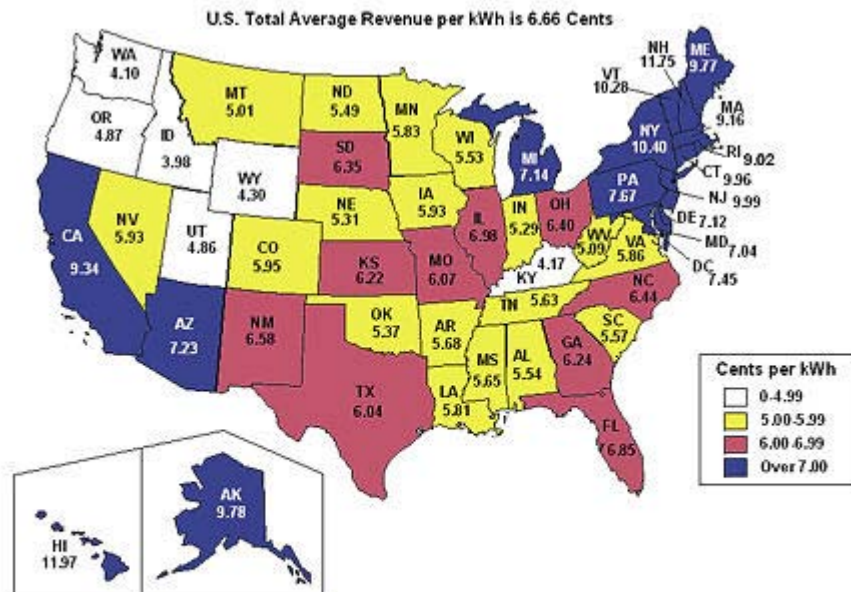 U.S. Total Average Revenue per kWh is 6.66 Cents
WA
4.10
OR
4.87
ID
3.98
MT
5.01
WY
4.30
ND
5.49
SD
6.35
MN
5.83
WI
5.53
NE
5.31
IA
5.93
CA
9.34
NV
5.93
UT
4.86
CO
5.95
KS
6.22
MO
6.07
IL
6.98
IN
5.29
MI
7.14
OH
6.40
KY
4.17
WV
5.09
VA
5.86
NC
6.44
TN
5.63
SC
5.57
AZ
7.23
NM
6.58
OK
5.37
AR
5.68
TX
6.04
LA
5.81
MS
5.65
AL
5.54
GA
6.24
FL
6.85
NH
11.75
VT
10.28
ME
9.77
MA
9.16
RI 9.02
CT
9.96
NY
10.40
NJ 9.99
PA
7.67
DE 7.12
MD 7.04
DC
7.45
AK
9.78
HI
11.97
Cents per kWh
0-4.99
5.00-5.99
6.00-6.99
Over 7.00